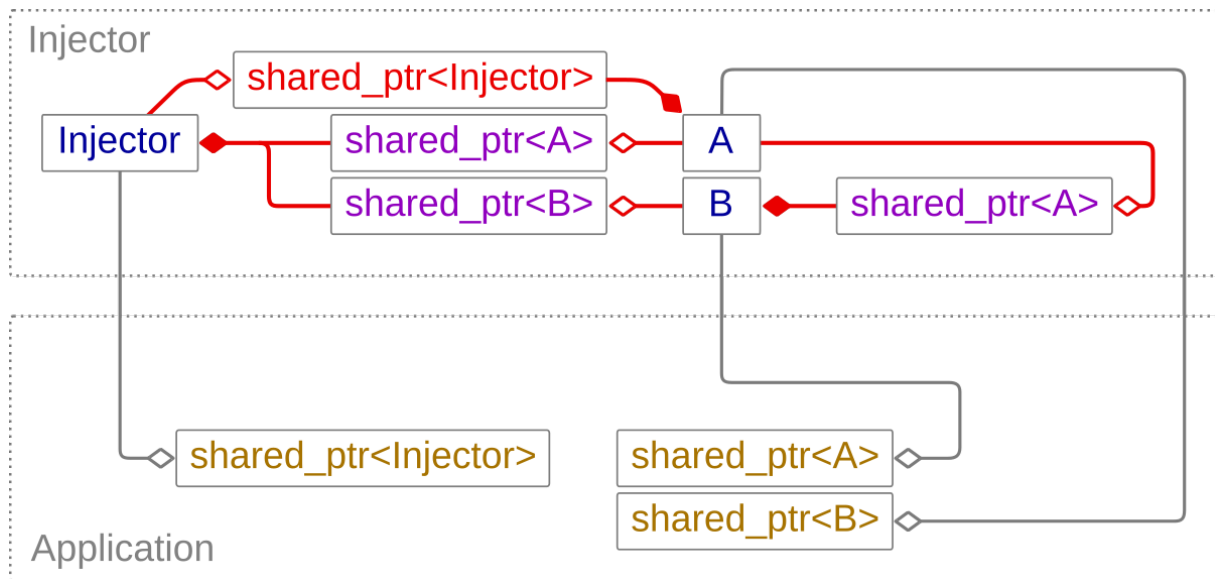 Injector
shared_ptr<Injector>
Injector
shared_ptr<A>
A
shared_ptr<B>
B
shared_ptr<A>
shared_ptr<Injector>
shared_ptr<A>
shared_ptr<B>
Application